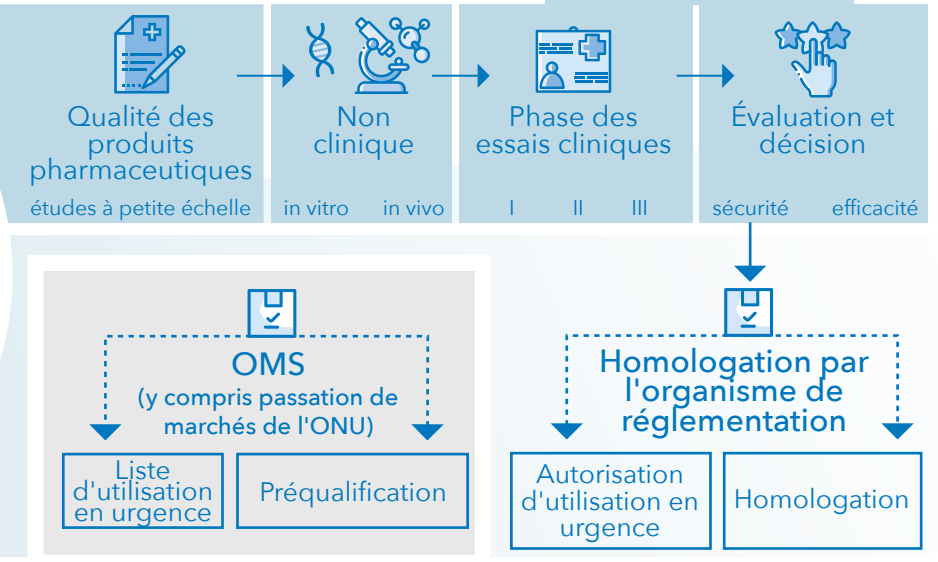 Qualité des
produits
pharmaceutiques
études à petite échelle
Non
clinique
in vitro in vivo
Phase des
essais cliniques
I II III
Évaluation et
décision
sécurité efficacité
OMS
(y compris passation de
marchés de l'ONU)
Liste
d'utilisation
en urgence
Préqualification
Homologation par
l'organisme de
réglementation
Autorisation
d'utilisation en
urgence
Homologation